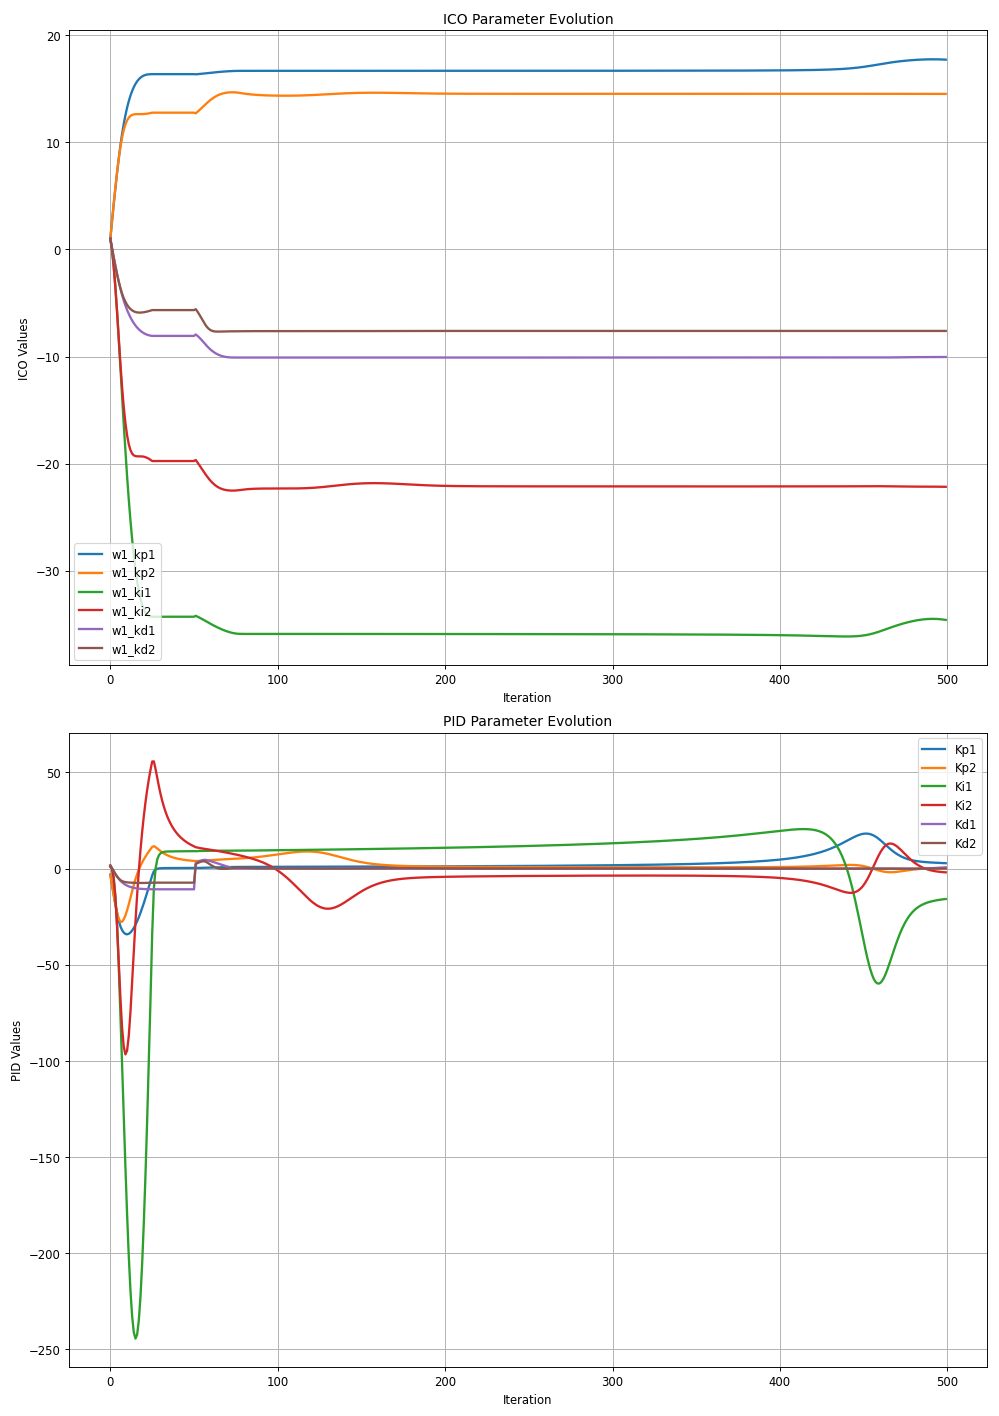 ICO Parameter Evolution
20
10
0
−10
−20
−30
ICO Values
w1_kp1
w1_kp2
w1_ki1
w1_ki2
w1_kd1
w1_kd2
0
100
200
300
400
500
Iteration
PID Parameter Evolution
50
0
−50
−100
−150
−200
−250
PID Values
Kp1
Kp2
Ki1
Ki2
Kd1
Kd2
0
100
200
300
400
500
Iteration